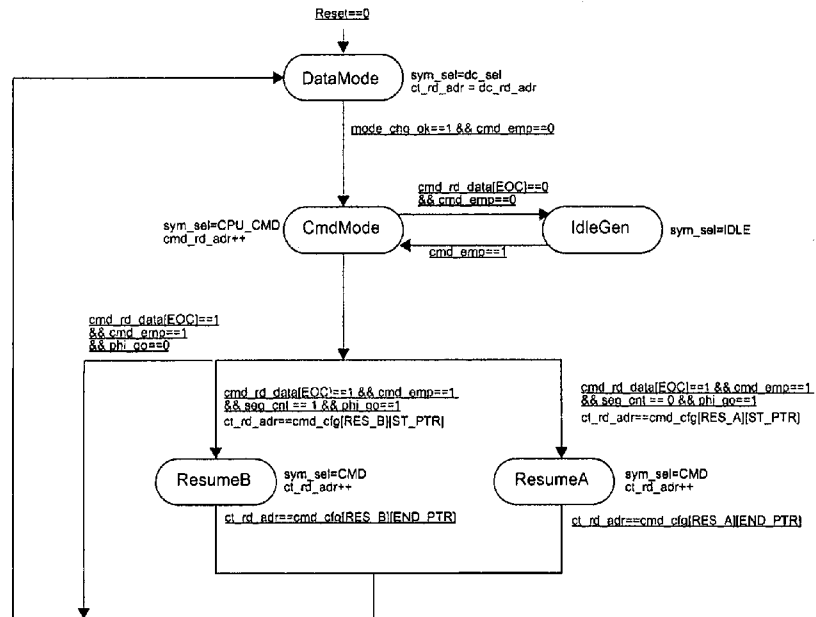 Reset==0
DataMode
sym_sel=dc_sel
ct_rd_adr = dc_rd_adr
mode_chg_ok==1 && cmd_emp==0
cmd_rd_data[EOC]==0
&& cmd_emp==0
sym_sel=CPU_CMD
cmd_rd_adr++
CmdMode
IdleGen
sym_sel=IDLE
cmd_emp==1
cmd_rd_data[EOC]==1
&& cmd_emp==1
&& phi_go==0
cmd_rd_data[EOC]==1 && cmd_emp==1
&& seq_cnt == 1 && phi_go==1
ct_rd_adr==cmd_cfg[RES_B][ST_PTR]
cmd_rd_data[EOC]==1 && cmd_emp==1
&& seq_cnt == 0 && phi_go==1
ct_rd_adr==cmd_cfg[RES_A][ST_PTR]
ResumeB
sym_sel=CMD
ct_rd_adr++
ResumeA
sym_sel=CMD
ct_rd_adr++
ct_rd_adr==cmd_cfg[RES_B][END_PTR]
ct_rd_adr==cmd_cfg[RES_A][END_PTR]